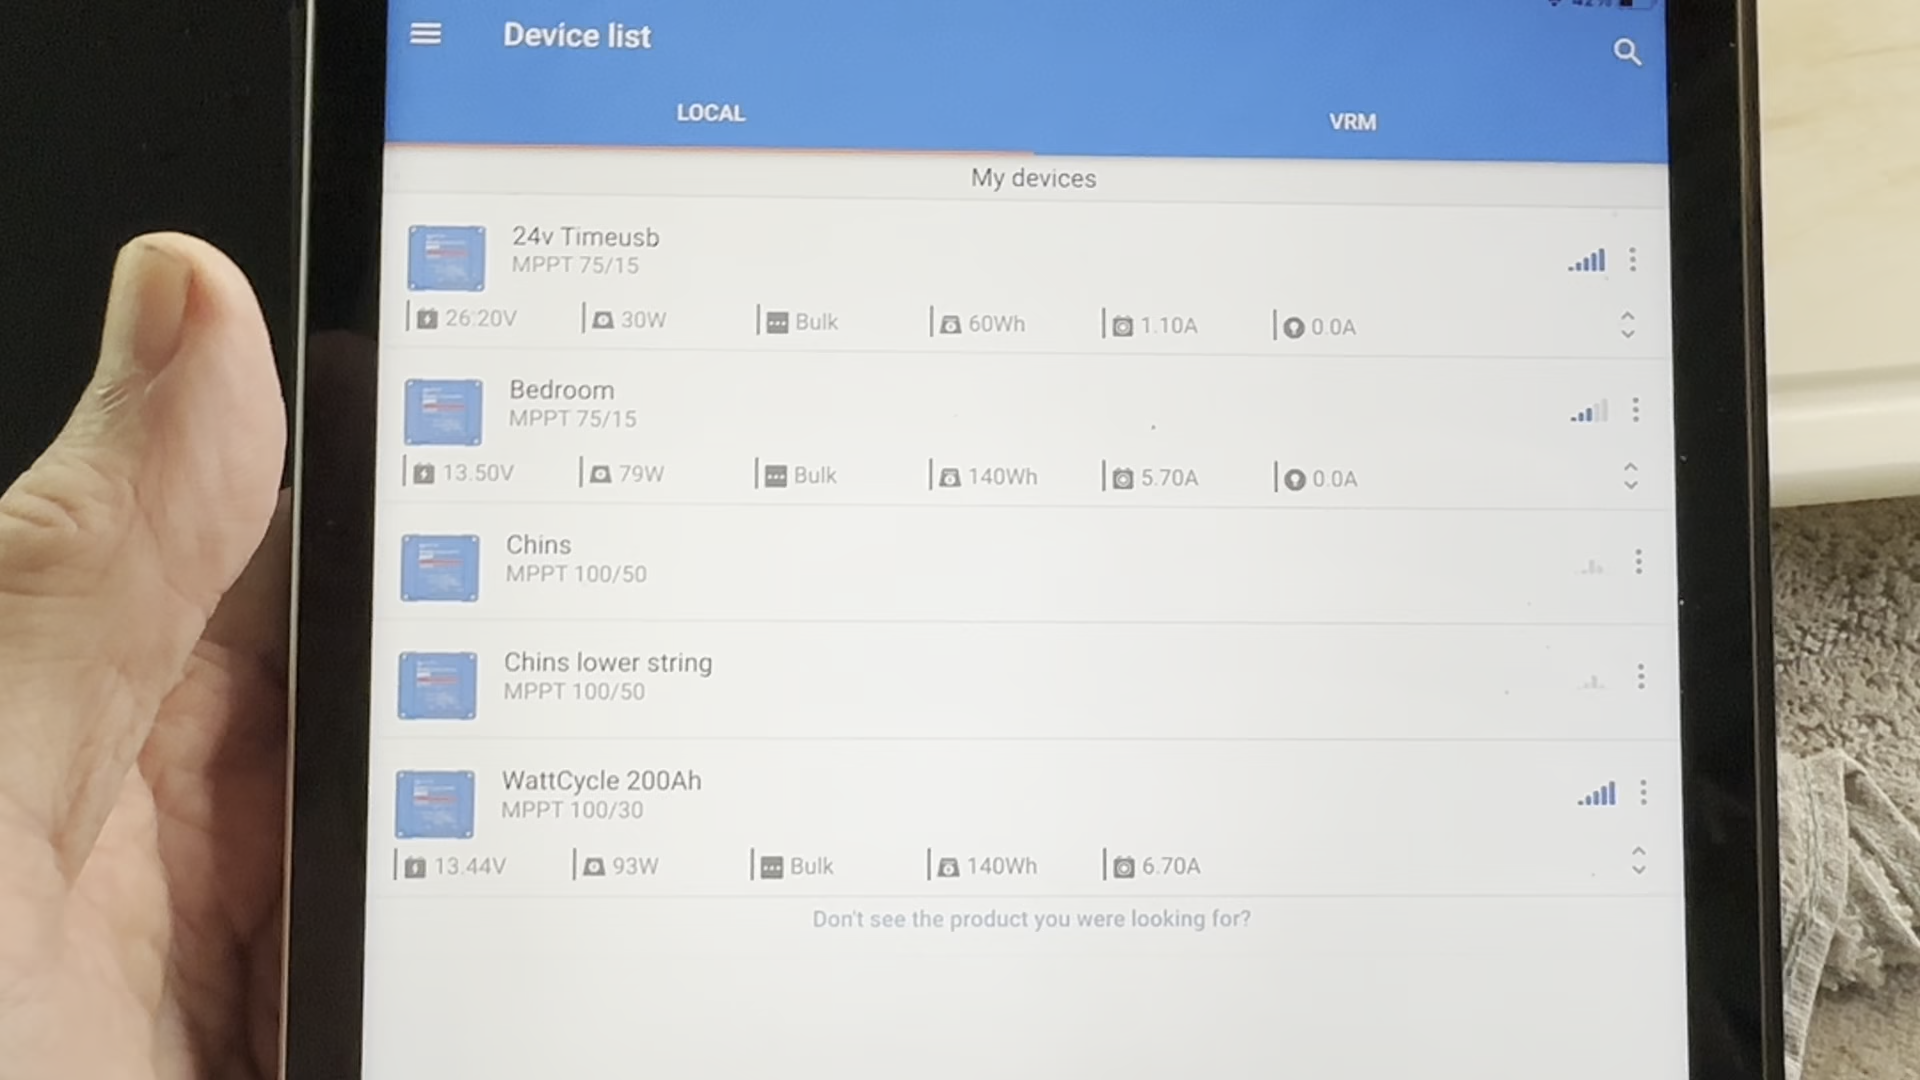 Device list
LOCAL VRM
My devices
24v Timeusb
MPPT 75/15
26.20V 30W Bulk 60Wh 1.10A 0.0A
Bedroom
MPPT 75/15
13.50V 79W Bulk 140Wh 5.70A 0.0A
Chins
MPPT 100/50
Chins lower string
MPPT 100/50
WattCycle 200Ah
MPPT 100/30
13.44V 93W Bulk 140Wh 6.70A
Don't see the product you were looking for?